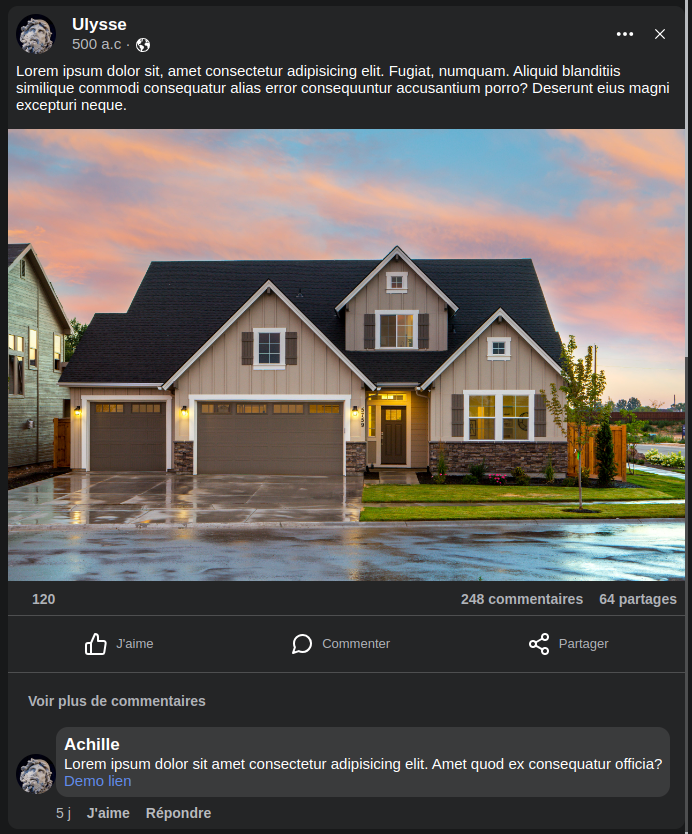 Ulysse
500 a.c ·
Lorem ipsum dolor sit, amet consectetur adipisicing elit. Fugiat, numquam. Aliquid blanditiis
similique commodi consequatur alias error consequuntur accusantium porro? Deserunt eius magni
excepturi neque.
5759
120
248 commentaires 64 partages
J'aime
Commenter
Partager
Voir plus de commentaires
Achille
Lorem ipsum dolor sit amet consectetur adipisicing elit. Amet quod ex consequatur officia?
Demo lien
5 j J'aime Répondre